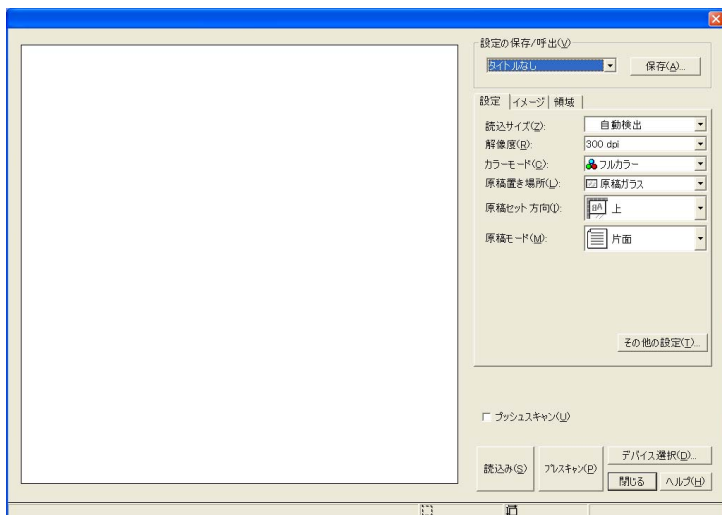 設定の保存/呼出(V)
タイトルなし
保存(A)...
設定 イメージ 領域
読込サイズ(Z): 自動検出
解像度(R): 300 dpi
カラーモード(C): フルカラー
原稿置き場所(L): 原稿ガラス
原稿セット方向(I): 上
原稿モード(M): 片面
その他の設定(T)...
プッシュスキャン(U)
読込み(S) プレスキャン(P)
デバイス選択(D)...
閉じる ヘルプ(H)